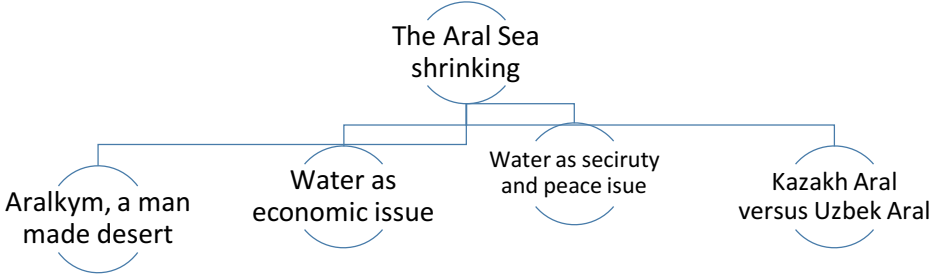 The Aral Sea
shrinking
Aralkym, a man
made desert
Water as
economic issue
Water as seciruty
and peace isue
Kazakh Aral
versus Uzbek Aral